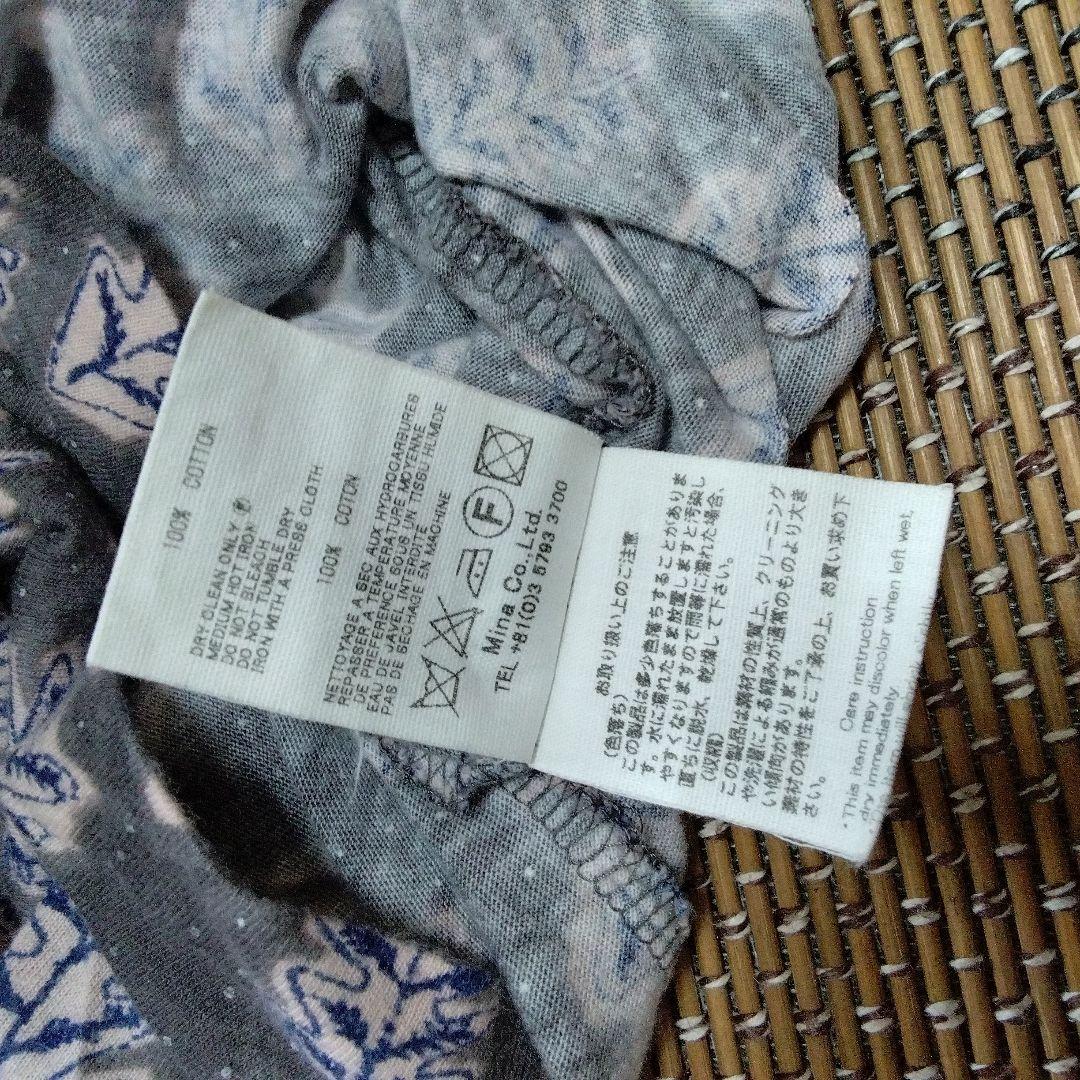 100% COTTON
DRY CLEAN ONLY Ⓟ
MEDIUM HOT IRON
DO NOT BLEACH
DO NOT TUMBLE DRY
IRON WITH A PRESS CLOTH
100% COTON
NETTOYAGE A SEC AUX HYDROGARBURES
REPASSER A TEMPERATURE MOYENNE
DE PREFERENCE SOUS UN TISSU HUMIDE
EAU DE JAVEL INTERDITE
PAS DE SECHAGE EN MACHINE
F
Mina Co.Ltd.
TEL +81(0)3 5793 3700
お取り扱い上のご注意
(色落ち)
この製品は多少色落ちすることがありま
す。水に濡れたまま放置しますと汚染し
やすくなりますので雨等に濡れた場合、
直ちに脱水、乾燥して下さい。
(収縮)
この製品は素材の性質上、クリーニング
や洗濯による縮みが通常のものより大き
い傾向があります。
素材の特性をご了承の上、お買い求め下
さい。
Care instruction
*This item may discolor when left wet,
dry immediately